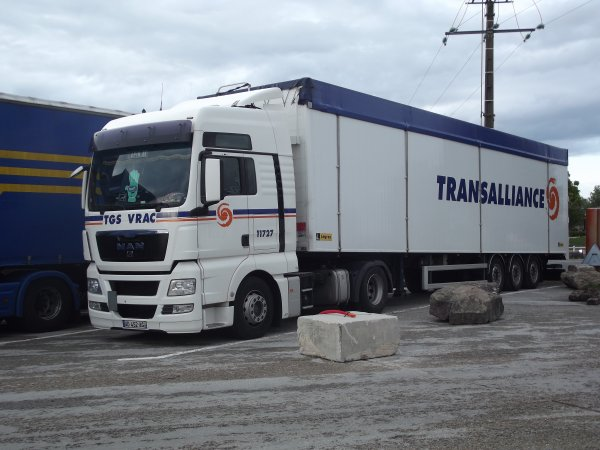 TGS VRAC
MAN
11727
TRANSALLIANCE